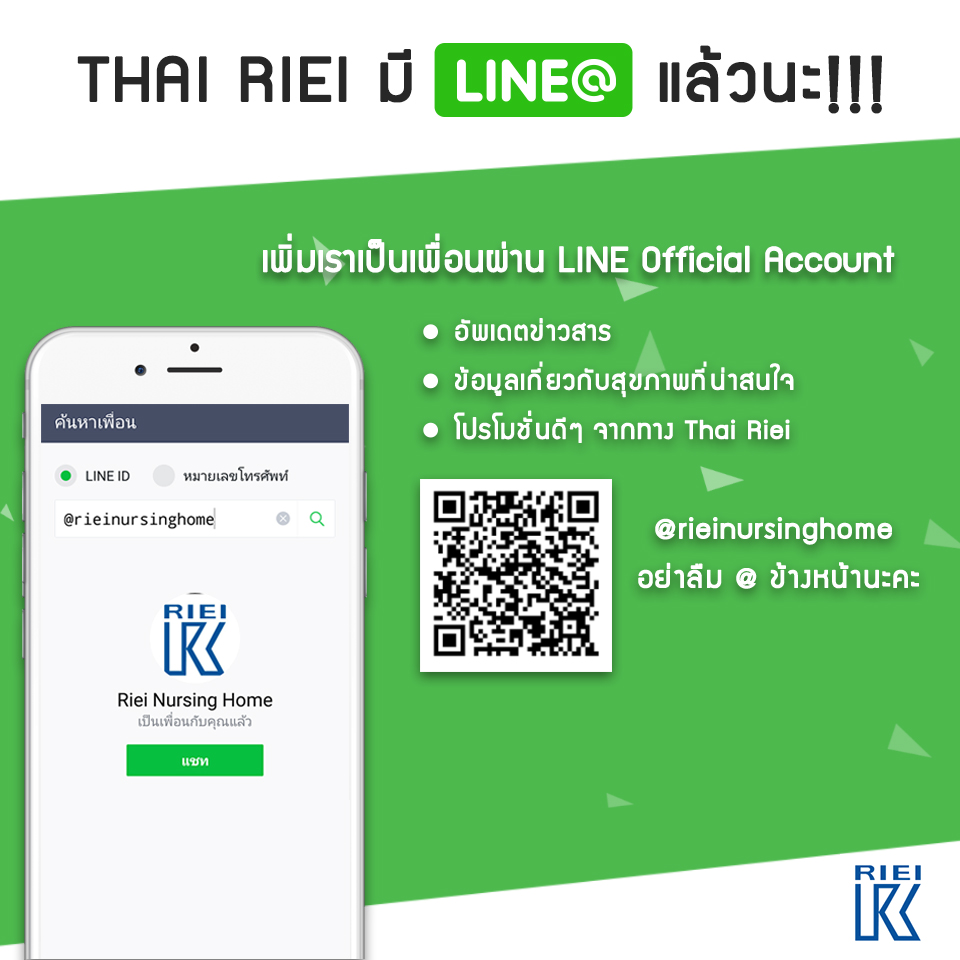 THAI RIEI มี LINE@ แล้วนะ!!!
เพิ่มเราเป็นเพื่อนผ่าน LINE Official Account
อัพเดตข่าวสาร
ข้อมูลเกี่ยวกับสุขภาพที่น่าสนใจ
โปรโมชั่นดีๆ จากทาง Thai Riei
@rieinursinghome
อย่าลืม @ ข้างหน้านะคะ
ค้นหาเพื่อน
LINE ID หมายเลขโทรศัพท์
@rieinursinghome
RIEI
Riei Nursing Home
เป็นเพื่อนกับคุณแล้ว
แชท
RIEI